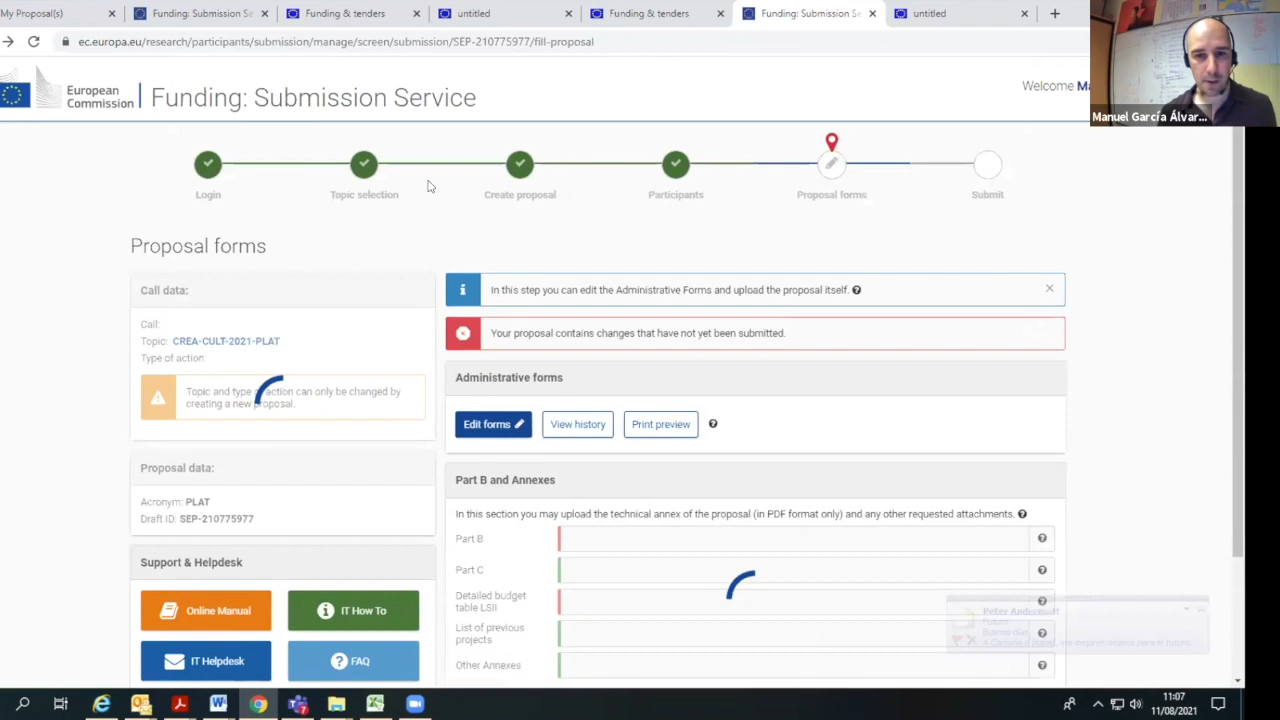 My Proposal(s)
Funding: Submission Se
Funding & tenders
untitled
Funding & tenders
Funding: Submission Se
untitled
ec.europa.eu/research/participants/submission/manage/screen/submission/SEP-210775977/fill-proposal
European
Commission
Funding: Submission Service
Welcome
Manuel García Álvar...
Login
Topic selection
Create proposal
Participants
Proposal forms
Submit
Proposal forms
Call data:
Call:
Topic: CREA-CULT-2021-PLAT
Type of action:
Topic and type of action can only be changed by
creating a new proposal.
Proposal data:
Acronym: PLAT
Draft ID: SEP-210775977
Support & Helpdesk
Online Manual
IT How To
IT Helpdesk
FAQ
In this step you can edit the Administrative Forms and upload the proposal itself.
Your proposal contains changes that have not yet been submitted.
Administrative forms
Edit forms
View history
Print preview
Part B and Annexes
In this section you may upload the technical annex of the proposal (in PDF format only) and any other requested attachments.
Part B
Part C
Detailed budget
table LSII
List of previous
projects
Other Annexes
Buenos días
11:07
11/08/2021